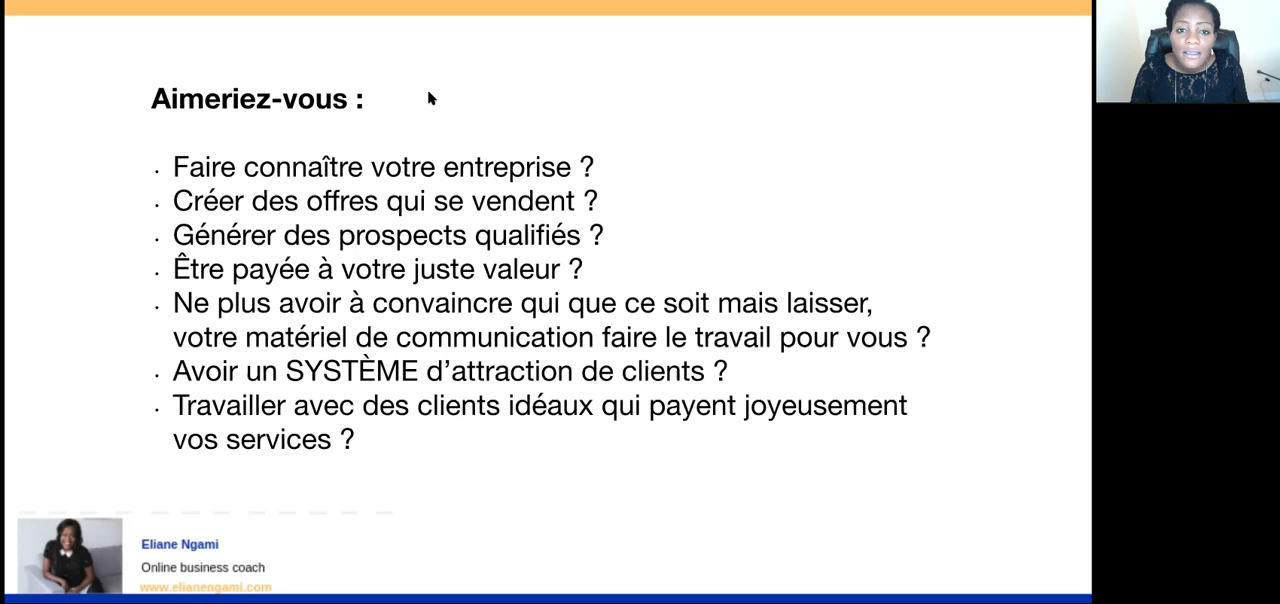 Aimeriez-vous :
· Faire connaître votre entreprise ?
· Créer des offres qui se vendent ?
· Générer des prospects qualifiés ?
· Être payée à votre juste valeur ?
· Ne plus avoir à convaincre qui que ce soit mais laisser,
votre matériel de communication faire le travail pour vous ?
· Avoir un SYSTÈME d’attraction de clients ?
· Travailler avec des clients idéaux qui payent joyeusement
vos services ?
Eliane Ngami
Online business coach
www.elianengami.com